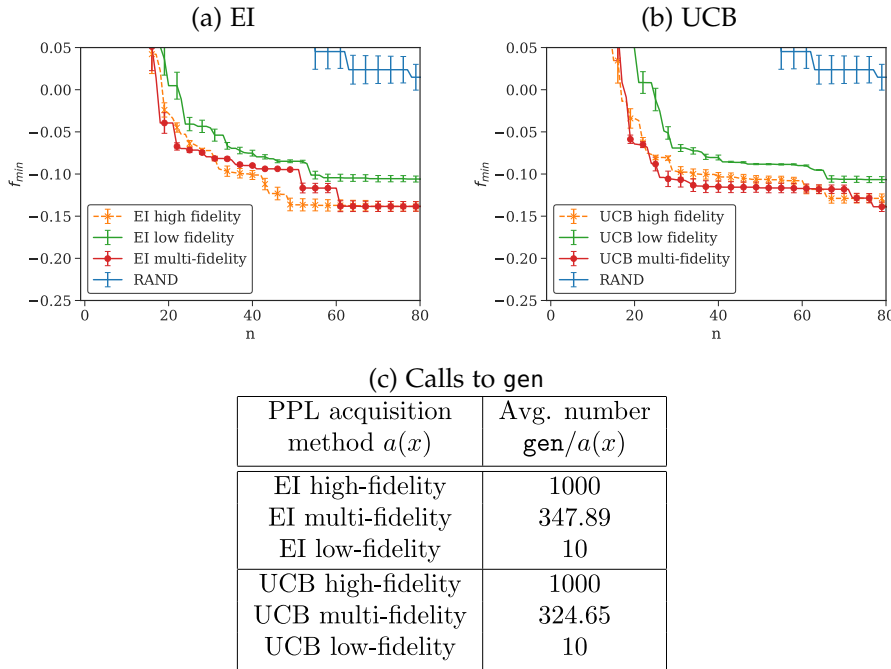 (a) EI
(b) UCB
0.05
0.00
−0.05
−0.10
−0.15
−0.20
−0.25
f_min
EI high fidelity
EI low fidelity
EI multi-fidelity
RAND
0
20
40
60
80
n
0.05
0.00
−0.05
−0.10
−0.15
−0.20
−0.25
f_min
UCB high fidelity
UCB low fidelity
UCB multi-fidelity
RAND
0
20
40
60
80
n
(c) Calls to gen
PPL acquisition Avg. number
method a(x) gen/a(x)
EI high-fidelity 1000
EI multi-fidelity 347.89
EI low-fidelity 10
UCB high-fidelity 1000
UCB multi-fidelity 324.65
UCB low-fidelity 10